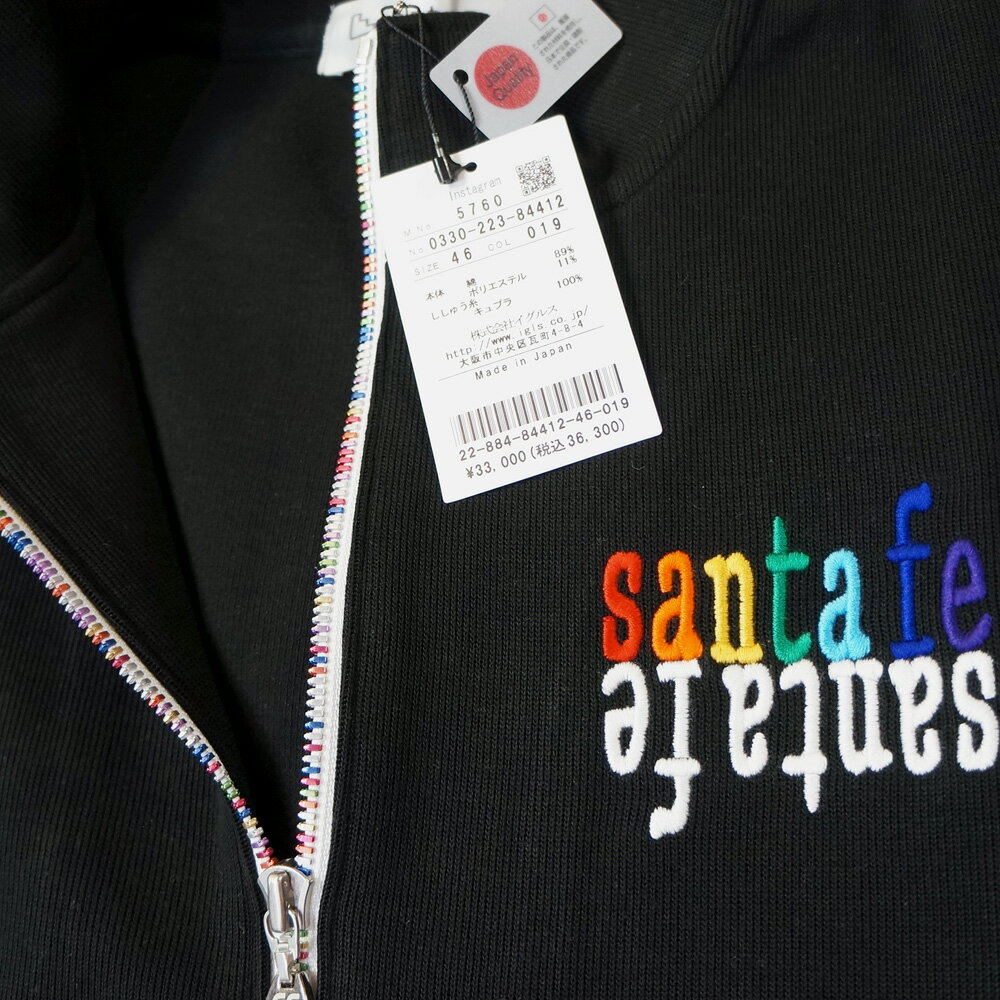 Japan
Quality
Instagram
M No 5760
No 0330-223-84412
SIZE 46 COL 019
本体 綿 89%
ポリエステル 11%
ししゅう糸 キュプラ 100%
株式会社イグルス
http://www.igls.co.jp/
大阪市中央区瓦町4-8-4
Made in Japan
22-884-84412-46-019
¥33,000(税込36,300)
santafe
santafe